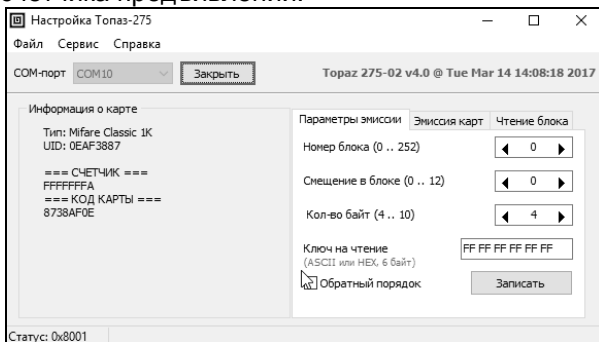 счетчика предъявлений.
Настройка Топаз-275
Файл Сервис Справка
COM-порт COM10 Закрыть Topaz 275-02 v4.0 @ Tue Mar 14 14:08:18 2017
Информация о карте
Тип: Mifare Classic 1K
UID: 0EAF3887
=== СЧЕТЧИК ===
FFFFFFFA
=== КОД КАРТЫ ===
8738AF0E
Параметры эмиссии Эмиссия карт Чтение блока
Номер блока (0 .. 252) 0
Смещение в блоке (0 .. 12) 0
Кол-во байт (4 .. 10) 4
Ключ на чтение FF FF FF FF FF FF
(ASCII или HEX, 6 байт)
Обратный порядок Записать
Статус: 0x8001